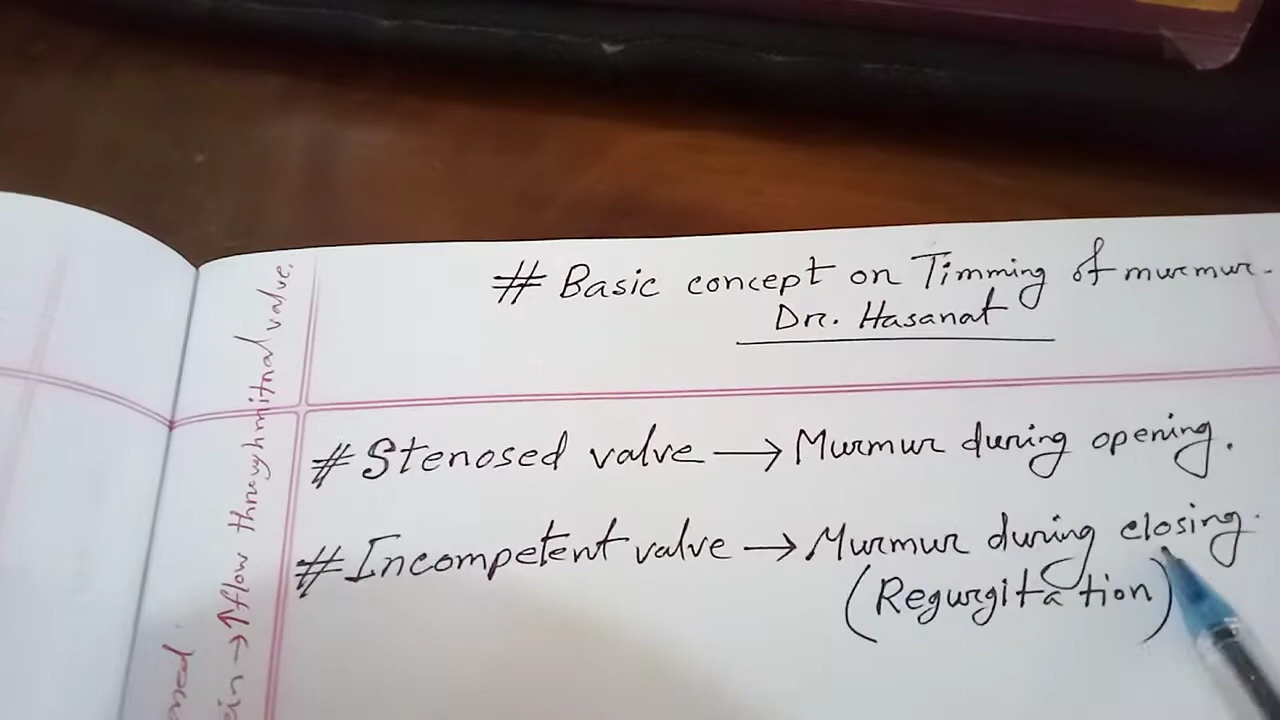 # Basic concept on Timming of murmur-
Dr. Hasanat
# Stenosed valve → Murmur during opening.
# Incompetent valve → Murmur during closing.
(Regurgitation)
→ ↑flow through mitral valve.